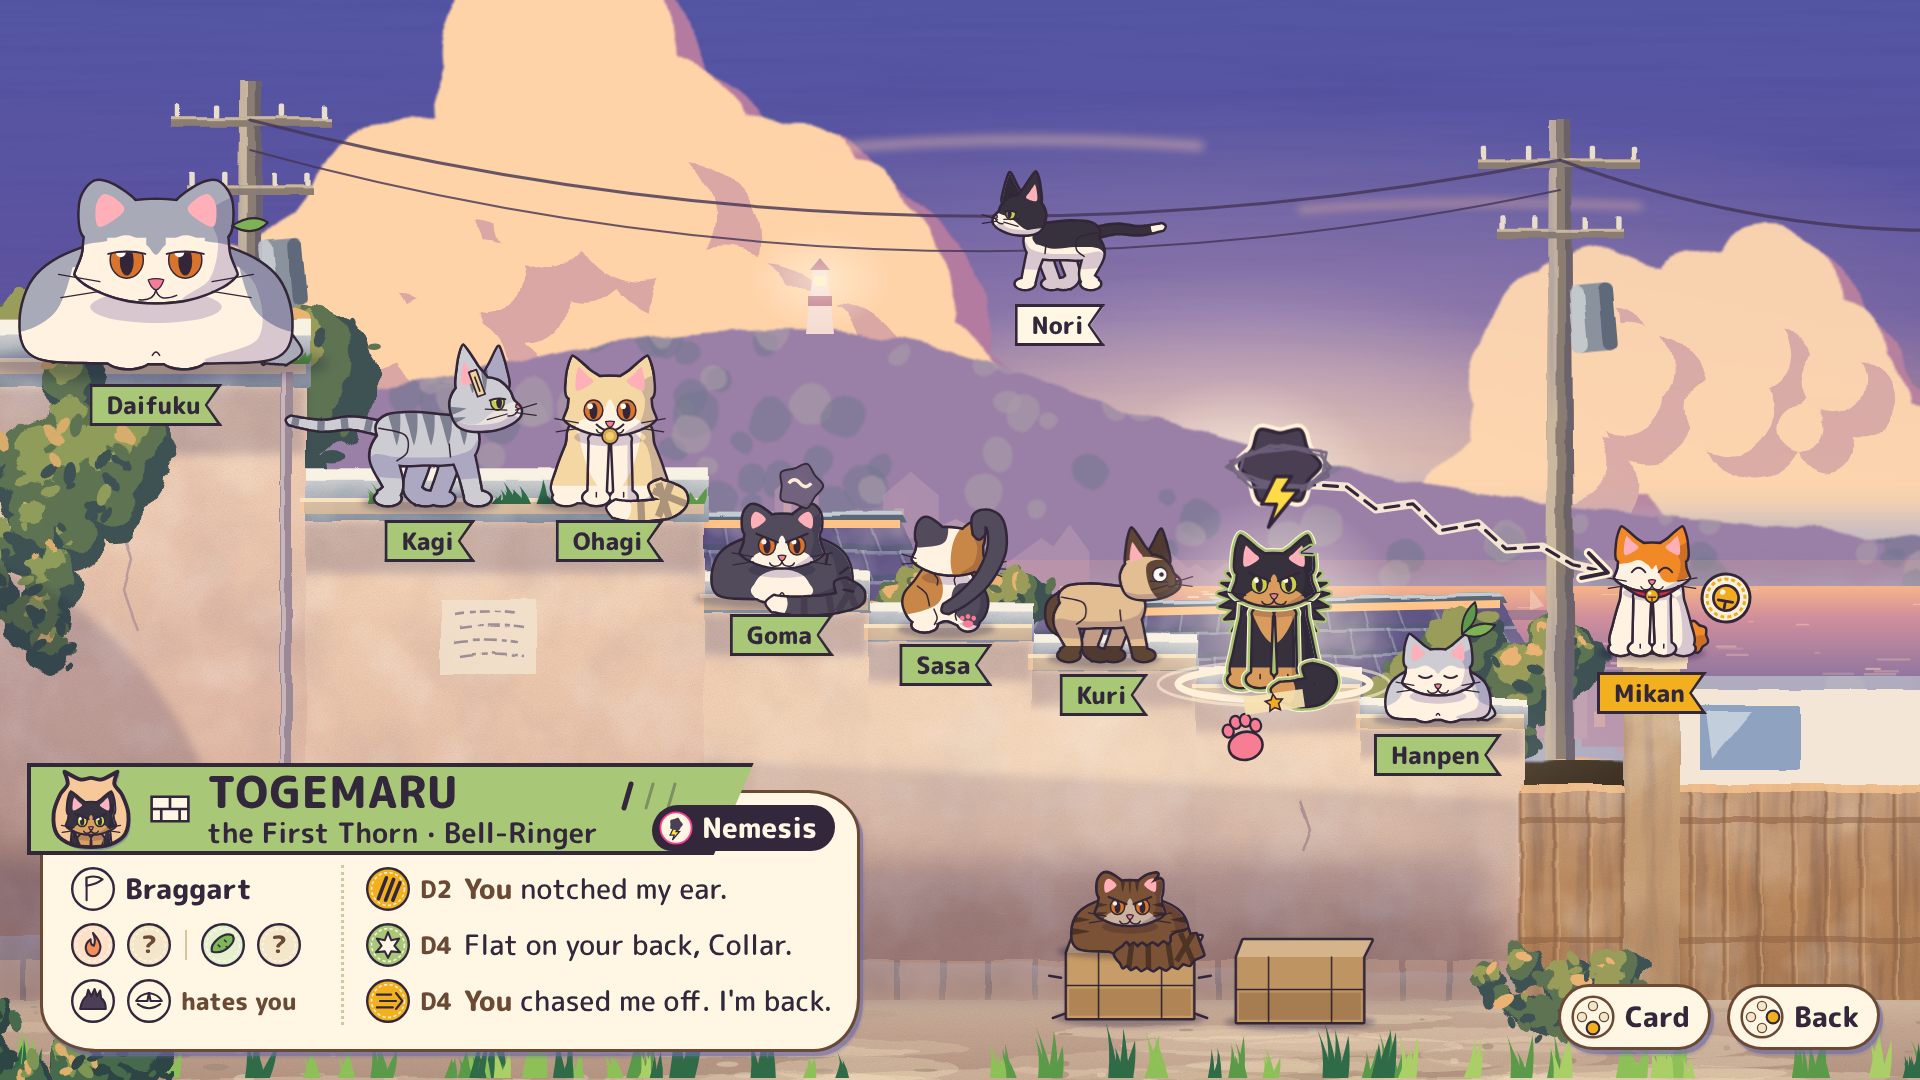 Nori
Daifuku
Kagi
Ohagi
Goma
Sasa
Kuri
Mikan
Hanpen
TOGEMARU
the First Thorn · Bell-Ringer
Nemesis
Braggart
? ?
hates you
D2 You notched my ear.
D4 Flat on your back, Collar.
D4 You chased me off. I'm back.
Card
Back